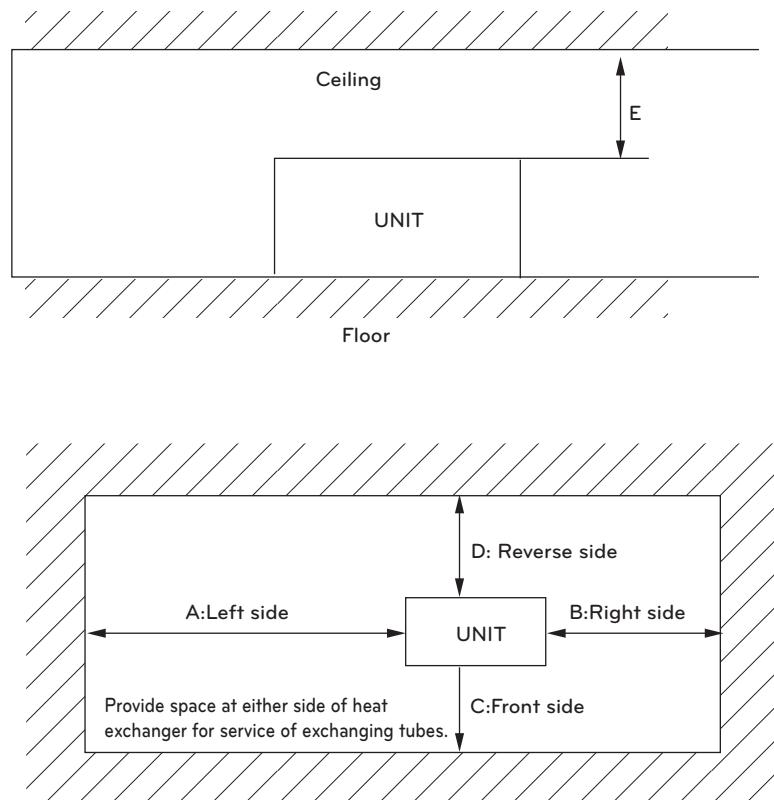 Ceiling
E
UNIT
Floor
D: Reverse side
A:Left side
B:Right side
UNIT
C:Front side
Provide space at either side of heat
exchanger for service of exchanging tubes.